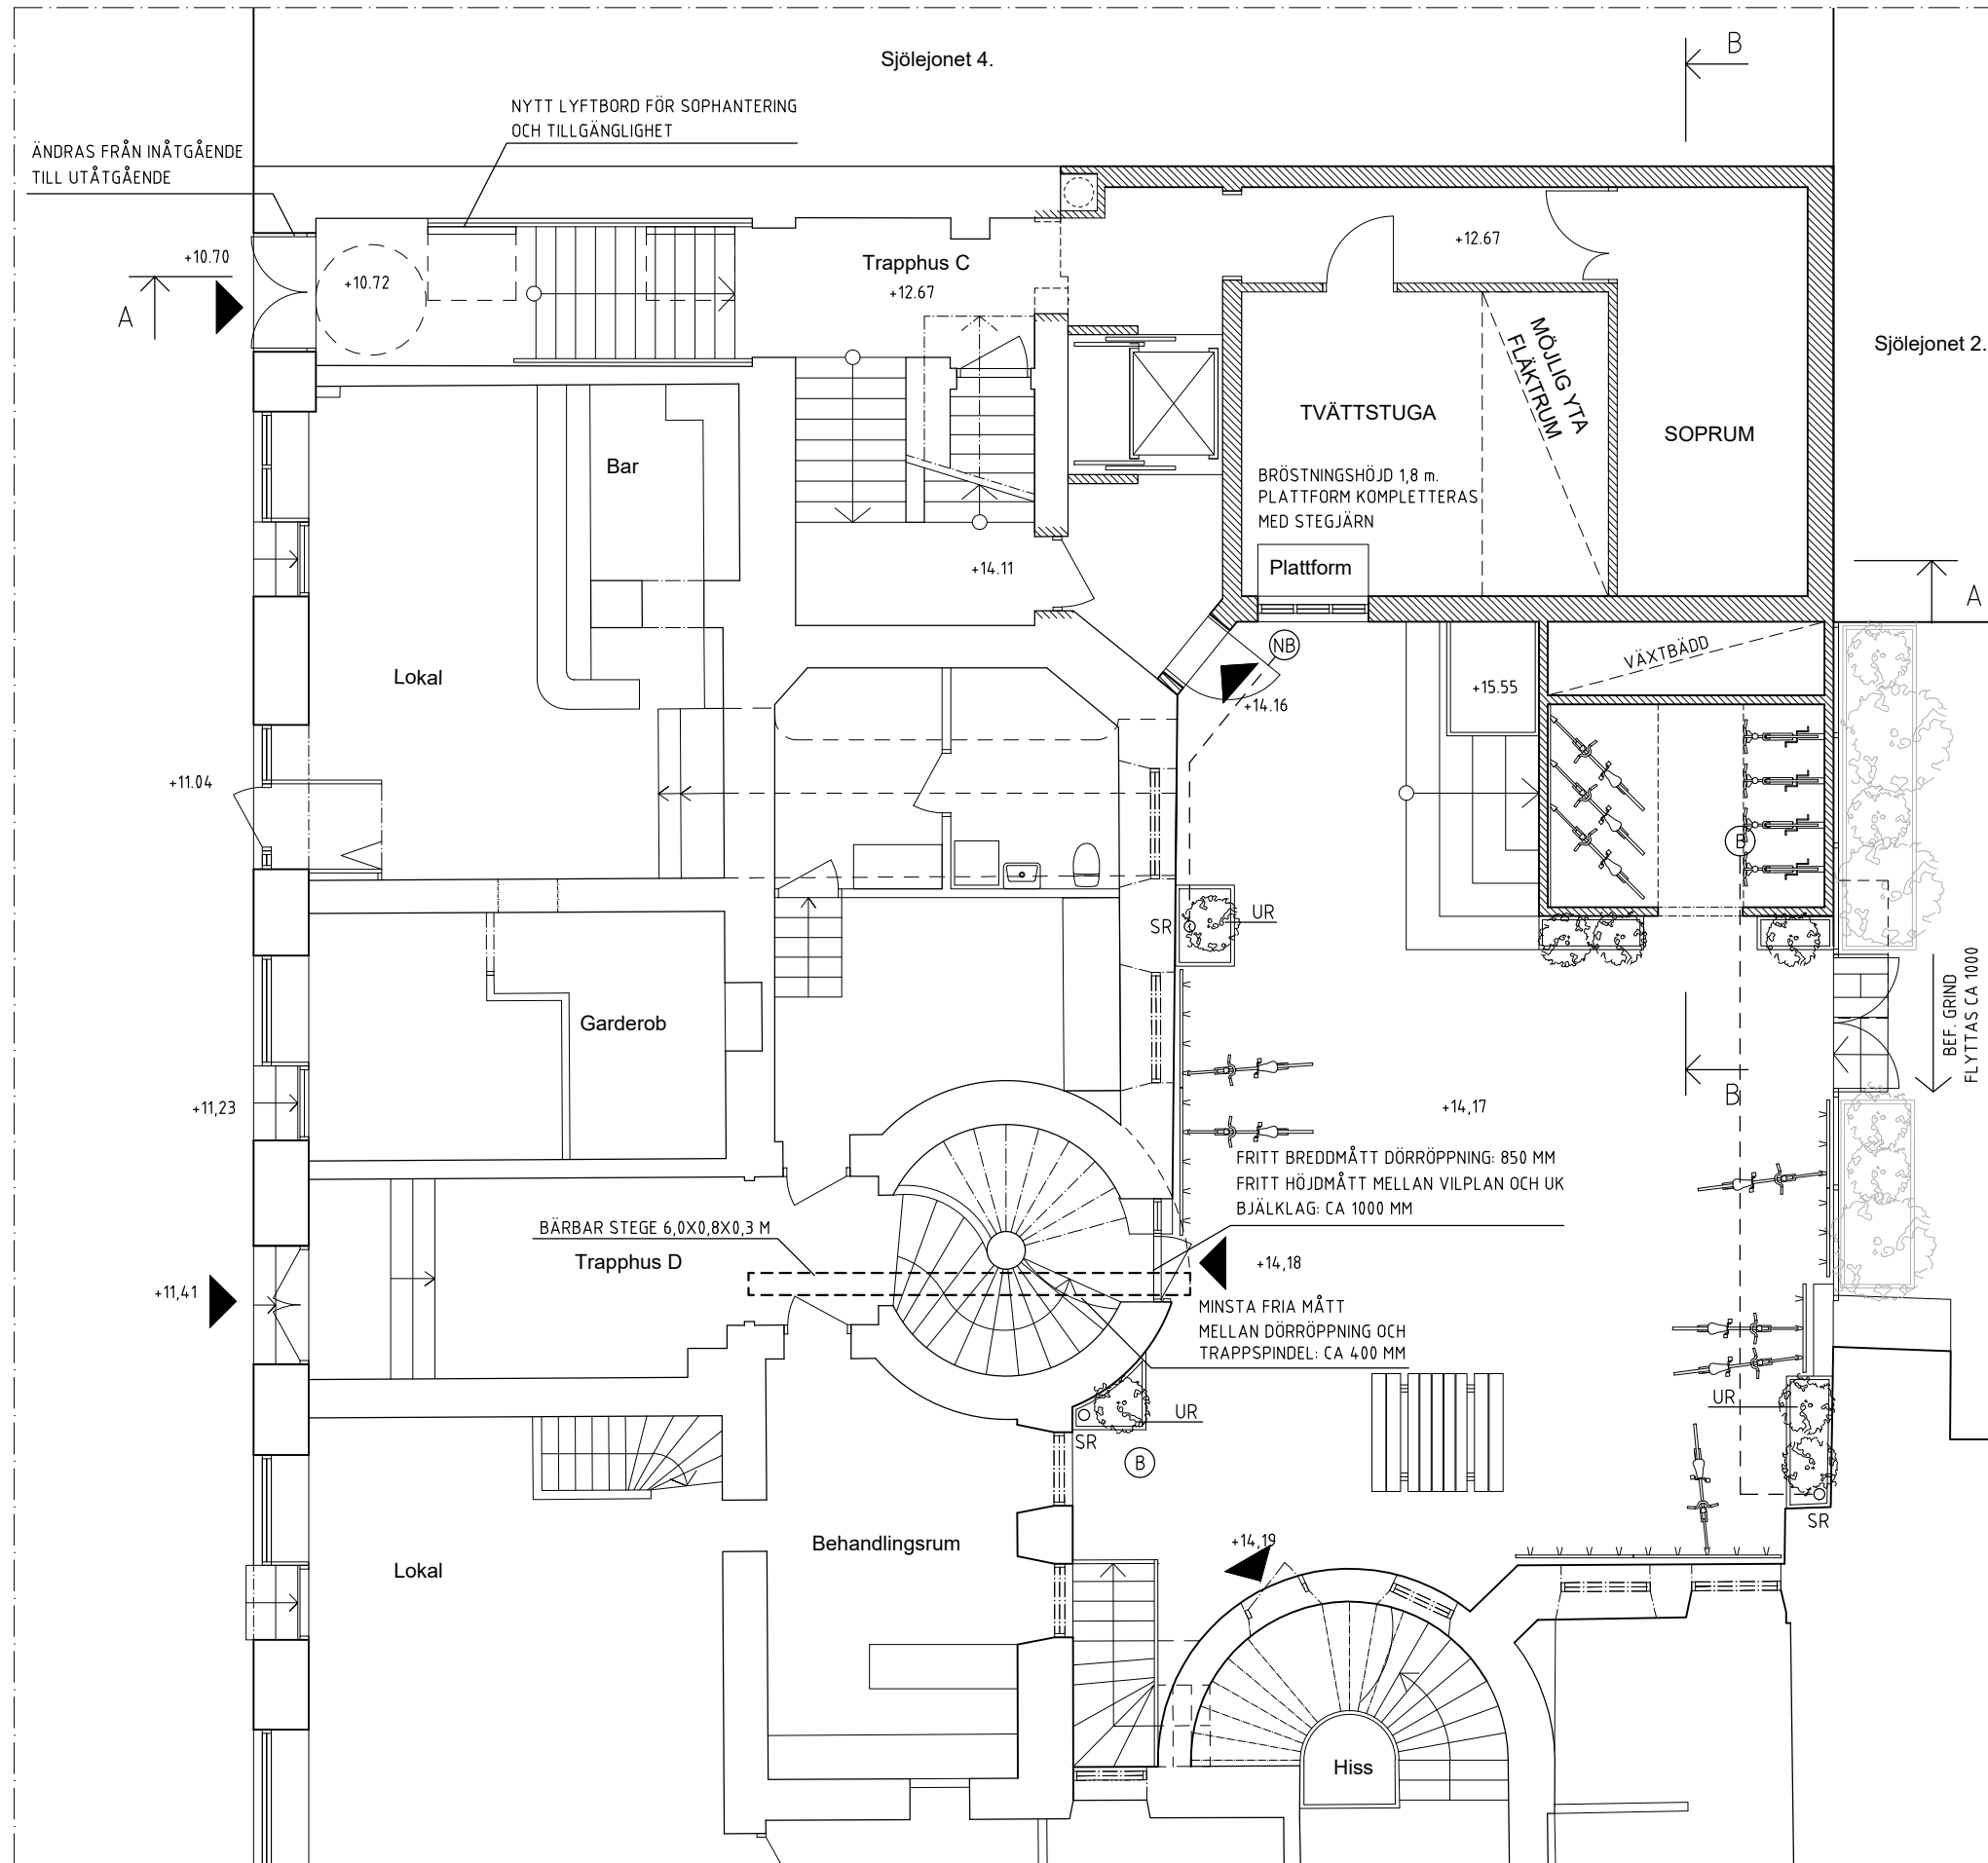 Sjölejonet 4.
B
NYTT LYFTBORD FÖR SOPHANTERING
OCH TILLGÄNGLIGHET
ÄNDRAS FRÅN INÅTGÅENDE
TILL UTÅTGÅENDE
+10.70
A
+10.72
Trapphus C
+12.67
+12.67
Sjölejonet 2.
MÖJLIG YTA
FLÄKTRUM
TVÄTTSTUGA
SOPRUM
Bar
BRÖSTNINGSHÖJD 1,8 m.
PLATTFORM KOMPLETTERAS
MED STEGJÄRN
Plattform
+14.11
A
NB
VÄXTBÄDD
Lokal
+15.55
+14.16
+11.04
B
SR
UR
BEF. GRIND
FLYTTAS CA 1000
Garderob
+11,23
B
+14,17
FRITT BREDDMÅTT DÖRRÖPPNING: 850 MM
FRITT HÖJDMÅTT MELLAN VILPLAN OCH UK
BJÄLKLAG: CA 1000 MM
BÄRBAR STEGE 6,0X0,8X0,3 M
Trapphus D
+14,18
+11,41
MINSTA FRIA MÅTT
MELLAN DÖRRÖPPNING OCH
TRAPPSPINDEL: CA 400 MM
UR
UR
SR
B
SR
+14,19
Behandlingsrum
Lokal
Hiss